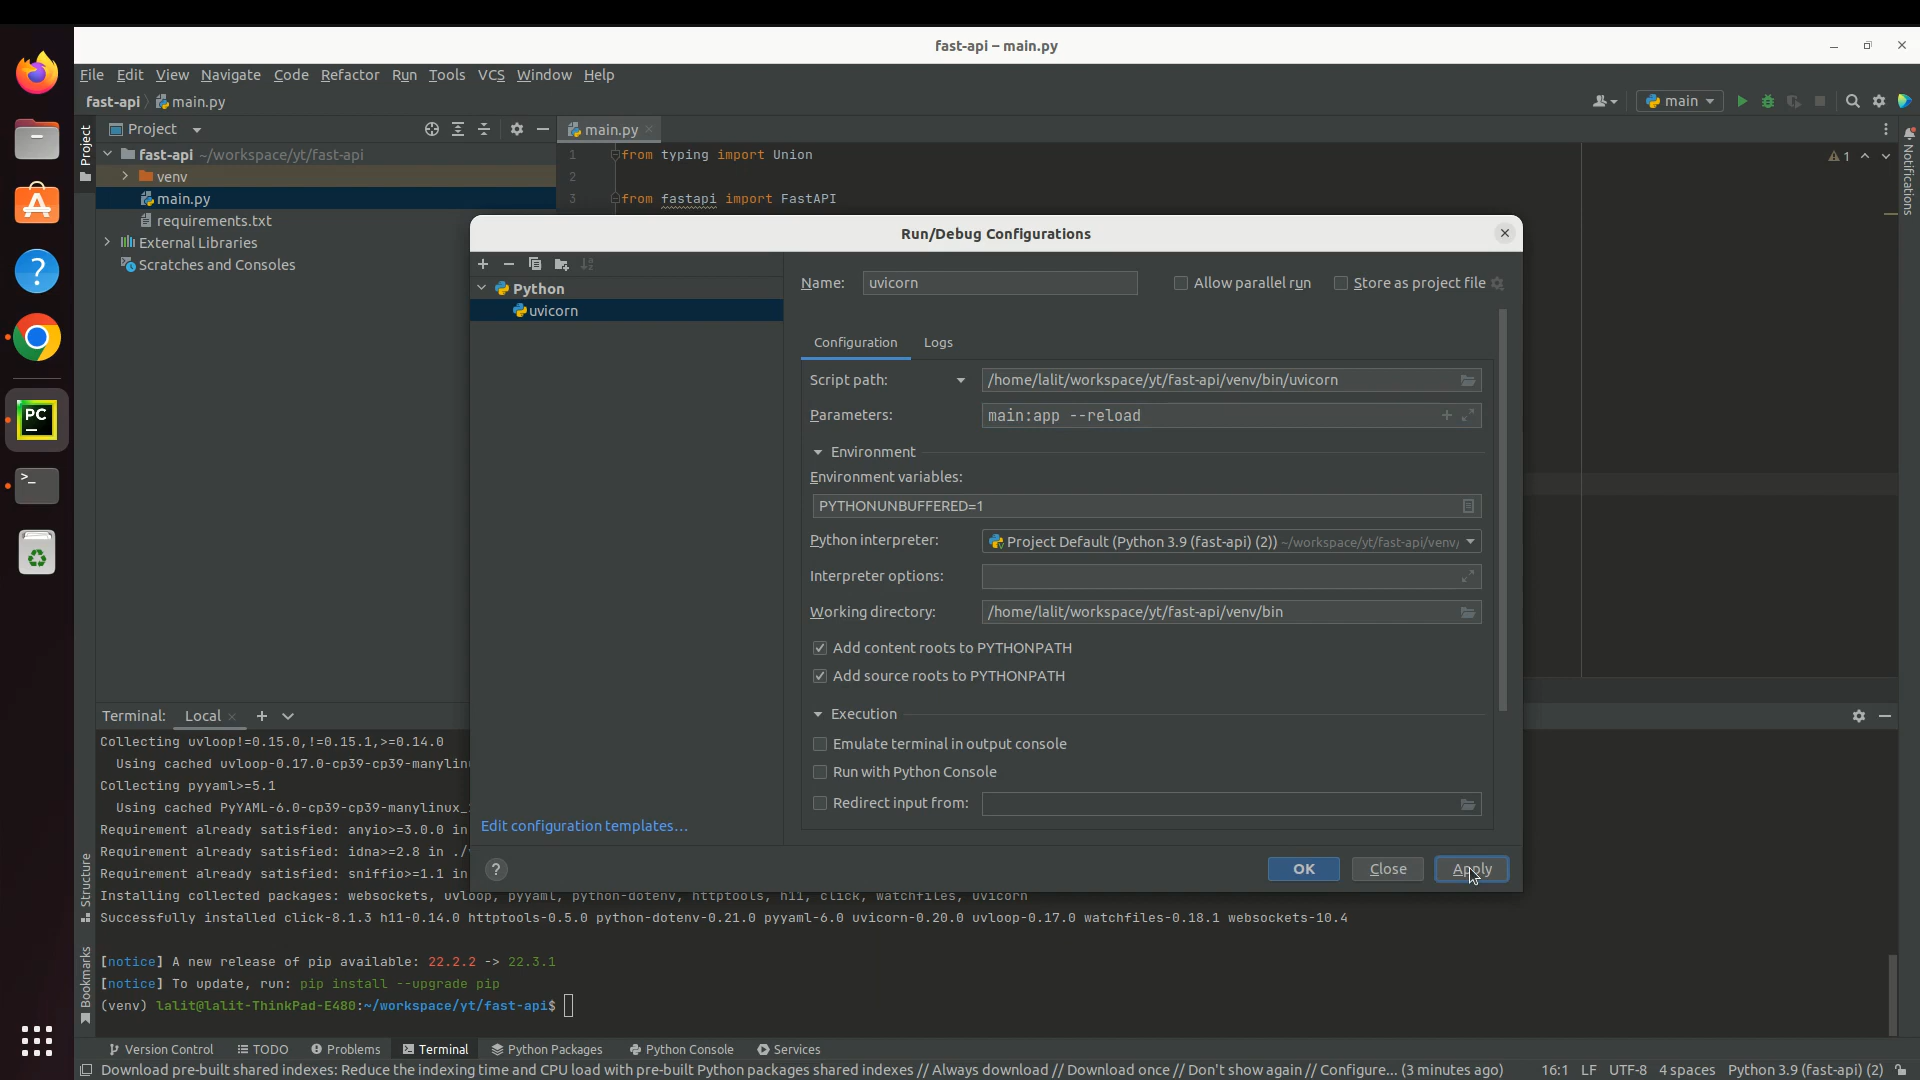 fast-api – main.py
File Edit View Navigate Code Refactor Run Tools VCS Window Help
fast-api main.py
main
Project
main.py
Project
fast-api ~/workspace/yt/fast-api
venv
main.py
requirements.txt
External Libraries
Scratches and Consoles
1 from typing import Union
2
3 from fastapi import FastAPI
1
Notifications
Run/Debug Configurations
Python
uvicorn
Name: uvicorn
Allow parallel run
Store as project file
Configuration Logs
Script path: /home/lalit/workspace/yt/fast-api/venv/bin/uvicorn
Parameters: main:app --reload
Environment
Environment variables:
PYTHONUNBUFFERED=1
Python interpreter: Project Default (Python 3.9 (fast-api) (2)) ~/workspace/yt/fast-api/venv/
Interpreter options:
Working directory: /home/lalit/workspace/yt/fast-api/venv/bin
Add content roots to PYTHONPATH
Add source roots to PYTHONPATH
Execution
Emulate terminal in output console
Run with Python Console
Redirect input from:
Edit configuration templates...
? OK Close Apply
PC
>_
?
Terminal: Local
Collecting uvloop!=0.15.0,!=0.15.1,>=0.14.0
Using cached uvloop-0.17.0-cp39-cp39-manylin
Collecting pyyaml>=5.1
Using cached PyYAML-6.0-cp39-cp39-manylinux_
Requirement already satisfied: anyio>=3.0.0 in
Requirement already satisfied: idna>=2.8 in ./
Requirement already satisfied: sniffio>=1.1 in
Installing collected packages: websockets, uvloop, pyyaml, python-dotenv, httptools, h11, click, watchfiles, uvicorn
Successfully installed click-8.1.3 h11-0.14.0 httptools-0.5.0 python-dotenv-0.21.0 pyyaml-6.0 uvicorn-0.20.0 uvloop-0.17.0 watchfiles-0.18.1 websockets-10.4
[notice] A new release of pip available: 22.2.2 -> 22.3.1
[notice] To update, run: pip install --upgrade pip
(venv) lalit@lalit-ThinkPad-E480:~/workspace/yt/fast-api$
Structure
Bookmarks
Version Control TODO Problems Terminal Python Packages Python Console Services
Download pre-built shared indexes: Reduce the indexing time and CPU load with pre-built Python packages shared indexes // Always download // Download once // Don't show again // Configure... (3 minutes ago) 16:1 LF UTF-8 4 spaces Python 3.9 (fast-api) (2)